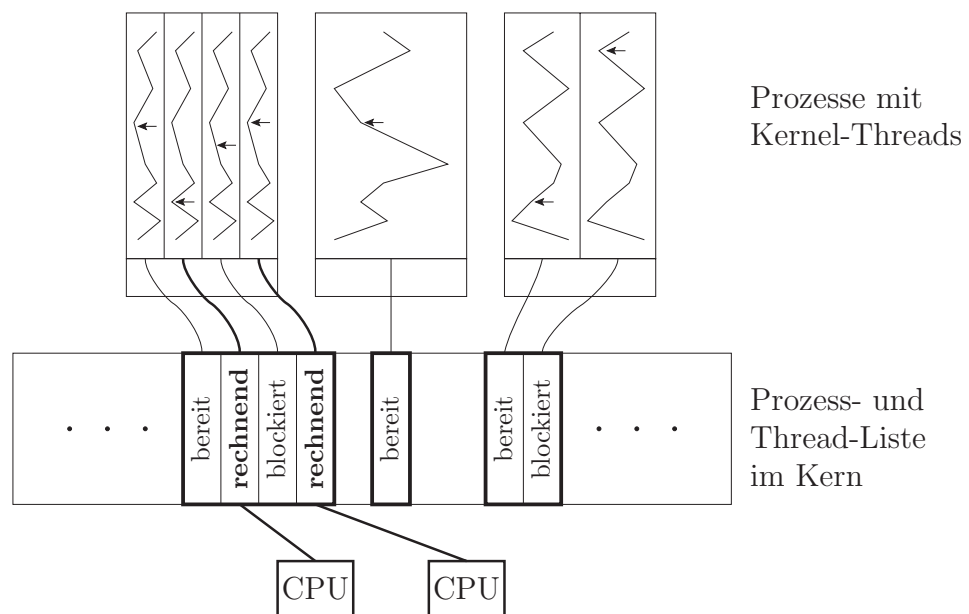 Prozesse mit
Kernel-Threads
bereit
rechnend
blockiert
rechnend
bereit
bereit
blockiert
. . .
. . .
Prozess- und
Thread-Liste
im Kern
CPU
CPU